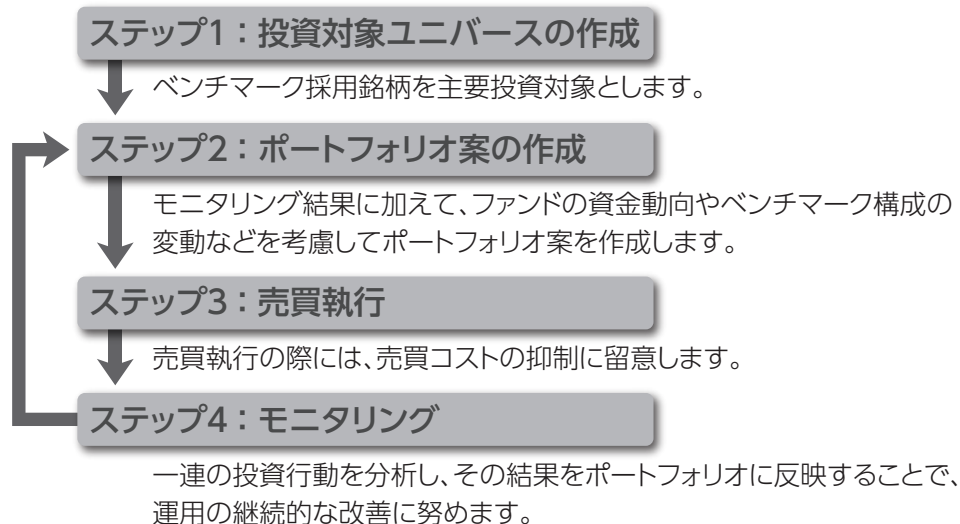 ステップ1：投資対象ユニバースの作成
ベンチマーク採用銘柄を主要投資対象とします。
ステップ2：ポートフォリオ案の作成
モニタリング結果に加えて、ファンドの資金動向やベンチマーク構成の
変動などを考慮してポートフォリオ案を作成します。
ステップ3：売買執行
売買執行の際には、売買コストの抑制に留意します。
ステップ4：モニタリング
一連の投資行動を分析し、その結果をポートフォリオに反映することで、
運用の継続的な改善に努めます。